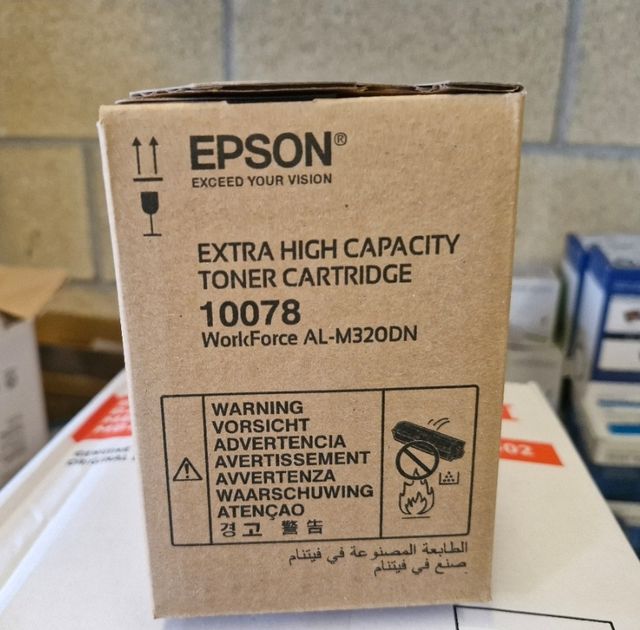 EPSON®
EXCEED YOUR VISION
EXTRA HIGH CAPACITY
TONER CARTRIDGE
10078
WorkForce AL-M320DN
WARNING
VORSICHT
ADVERTENCIA
AVERTISSEMENT
AVVERTENZA
WAARSCHUWING
ATENÇAO
경고 警告
الطابعة المصنوعة في فيتنام
صنع في فيتنام
02